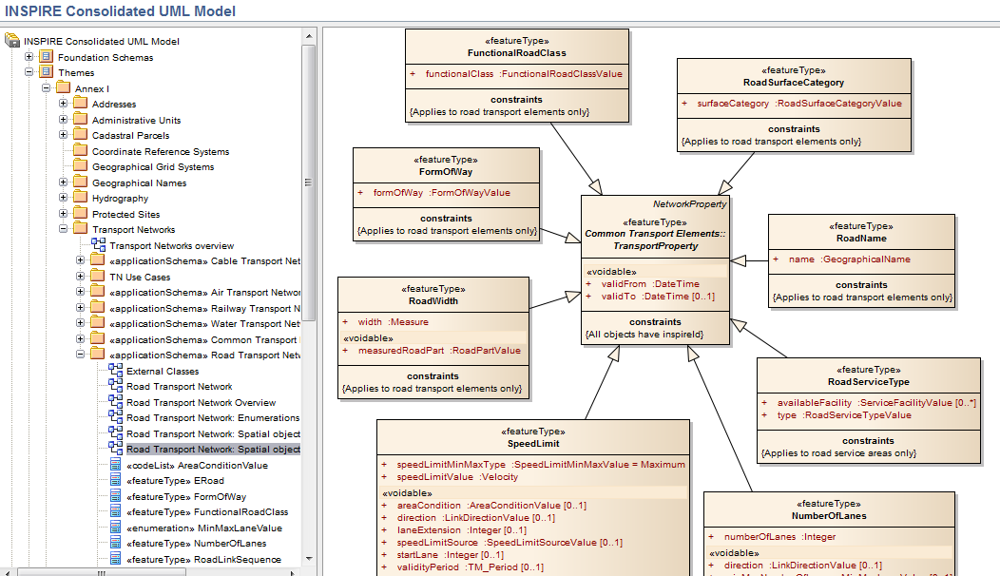 INSPIRE Consolidated UML Model
INSPIRE Consolidated UML Model
Foundation Schemas
Themes
Annex I
Addresses
Administrative Units
Cadastral Parcels
Coordinate Reference Systems
Geographical Grid Systems
Geographical Names
Hydrography
Protected Sites
Transport Networks
Transport Networks overview
«applicationSchema» Cable Transport Net
TN Use Cases
«applicationSchema» Air Transport Networ
«applicationSchema» Railway Transport N
«applicationSchema» Water Transport Net
«applicationSchema» Common Transport
«applicationSchema» Road Transport Netw
External Classes
Road Transport Network
Road Transport Network Overview
Road Transport Network: Enumerations
Road Transport Network: Spatial object
Road Transport Network: Spatial object
«codeList» AreaConditionValue
«featureType» ERoad
«featureType» FormOfWay
«featureType» FunctionalRoadClass
«enumeration» MinMaxLaneValue
«featureType» NumberOfLanes
«featureType» RoadLinkSequence
«featureType»
FunctionalRoadClass
+ functionalClass :FunctionalRoadClassValue
constraints
{Applies to road transport elements only}
«featureType»
RoadSurfaceCategory
+ surfaceCategory :RoadSurfaceCategoryValue
constraints
{Applies to road transport elements only}
«featureType»
FormOfWay
+ formOfWay :FormOfWayValue
constraints
{Applies to road transport elements only}
NetworkProperty
«featureType»
Common Transport Elements::
TransportProperty
«voidable»
+ validFrom :DateTime
+ validTo :DateTime [0..1]
constraints
{All objects have inspireId}
«featureType»
RoadName
+ name :GeographicalName
constraints
{Applies to road transport elements only}
«featureType»
RoadWidth
+ width :Measure
«voidable»
+ measuredRoadPart :RoadPartValue
constraints
{Applies to road transport elements only}
«featureType»
RoadServiceType
+ availableFacility :ServiceFacilityValue [0..*]
+ type :RoadServiceTypeValue
constraints
{Applies to road service areas only}
«featureType»
SpeedLimit
+ speedLimitMinMaxType :SpeedLimitMinMaxValue = Maximum
+ speedLimitValue :Velocity
«voidable»
+ areaCondition :AreaConditionValue [0..1]
+ direction :LinkDirectionValue [0..1]
+ laneExtension :Integer [0..1]
+ speedLimitSource :SpeedLimitSourceValue [0..1]
+ startLane :Integer [0..1]
+ validityPeriod :TM_Period [0..1]
«featureType»
NumberOfLanes
+ numberOfLanes :Integer
«voidable»
+ direction :LinkDirectionValue [0..1]